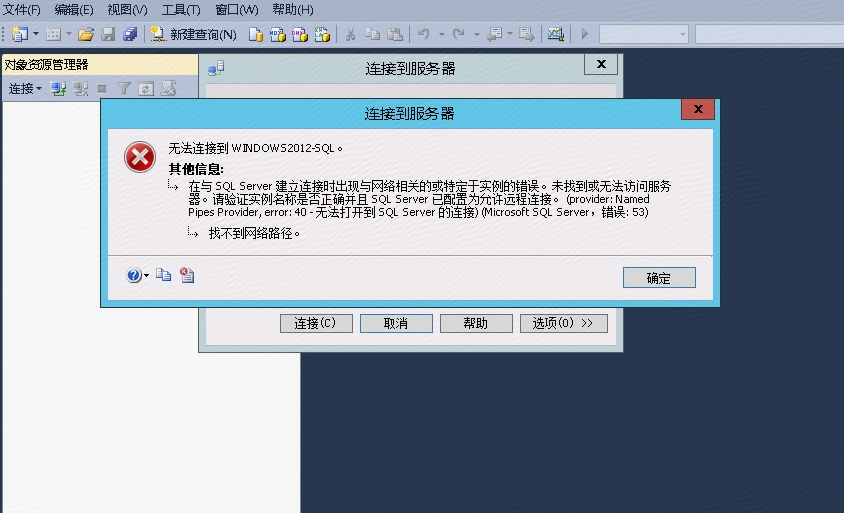 文件(F) 编辑(E) 视图(V) 工具(T) 窗口(W) 帮助(H)
新建查询(N)
对象资源管理器
连接
连接到服务器
连接到服务器
无法连接到 WINDOWS2012-SQL。
其他信息:
在与 SQL Server 建立连接时出现与网络相关的或特定于实例的错误。未找到或无法访问服务
器。请验证实例名称是否正确并且 SQL Server 已配置为允许远程连接。 (provider: Named
Pipes Provider, error: 40 - 无法打开到 SQL Server 的连接) (Microsoft SQL Server，错误: 53)
找不到网络路径。
确定
连接(C) 取消 帮助 选项(O) >>